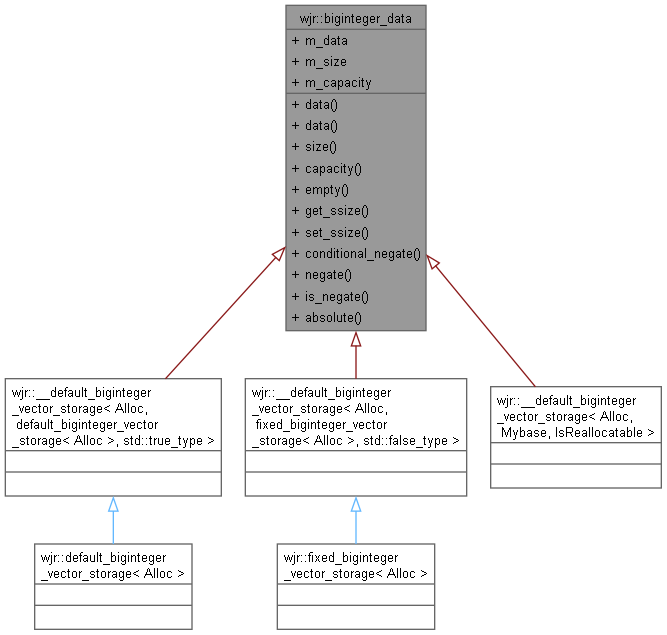 wjr::biginteger_data
+ m_data
+ m_size
+ m_capacity
+ data()
+ data()
+ size()
+ capacity()
+ empty()
+ get_ssize()
+ set_ssize()
+ conditional_negate()
+ negate()
+ is_negate()
+ absolute()
wjr::__default_biginteger
_vector_storage< Alloc,
default_biginteger_vector
_storage< Alloc >, std::true_type >
wjr::__default_biginteger
_vector_storage< Alloc,
fixed_biginteger_vector
_storage< Alloc >, std::false_type >
wjr::__default_biginteger
_vector_storage< Alloc,
Mybase, IsReallocatable >
wjr::default_biginteger
_vector_storage< Alloc >
wjr::fixed_biginteger
_vector_storage< Alloc >